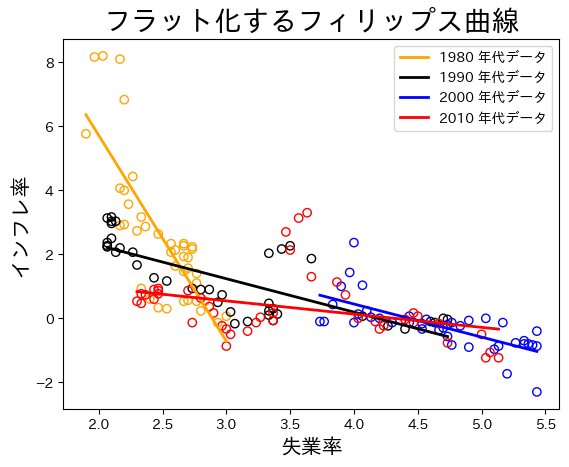 フラット化するフィリップス曲線
1980 年代データ
1990 年代データ
2000 年代データ
2010 年代データ
インフレ率
8
6
4
2
0
−2
2.0 2.5 3.0 3.5 4.0 4.5 5.0 5.5
失業率